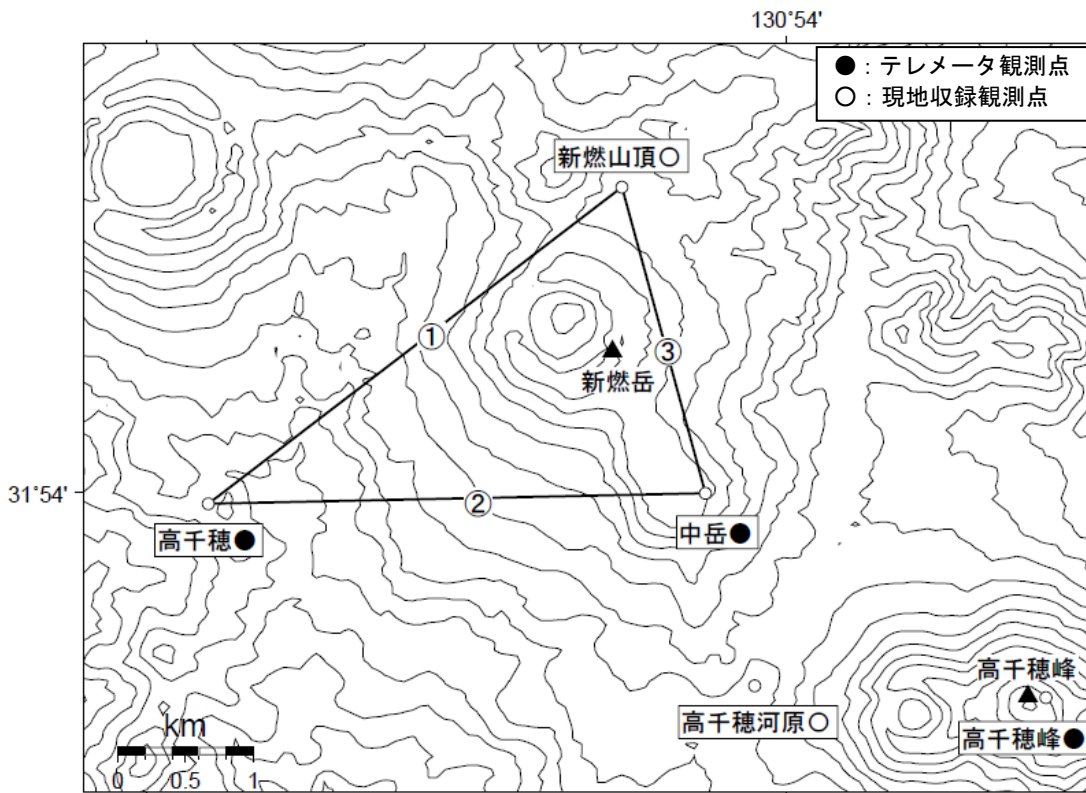 130°54'
●：テレメータ観測点
○：現地収録観測点
新燃山頂○
①
③
新燃岳
31°54'
②
高千穂●
中岳●
高千穂峰
高千穂河原○
高千穂峰●
km
0 0.5 1